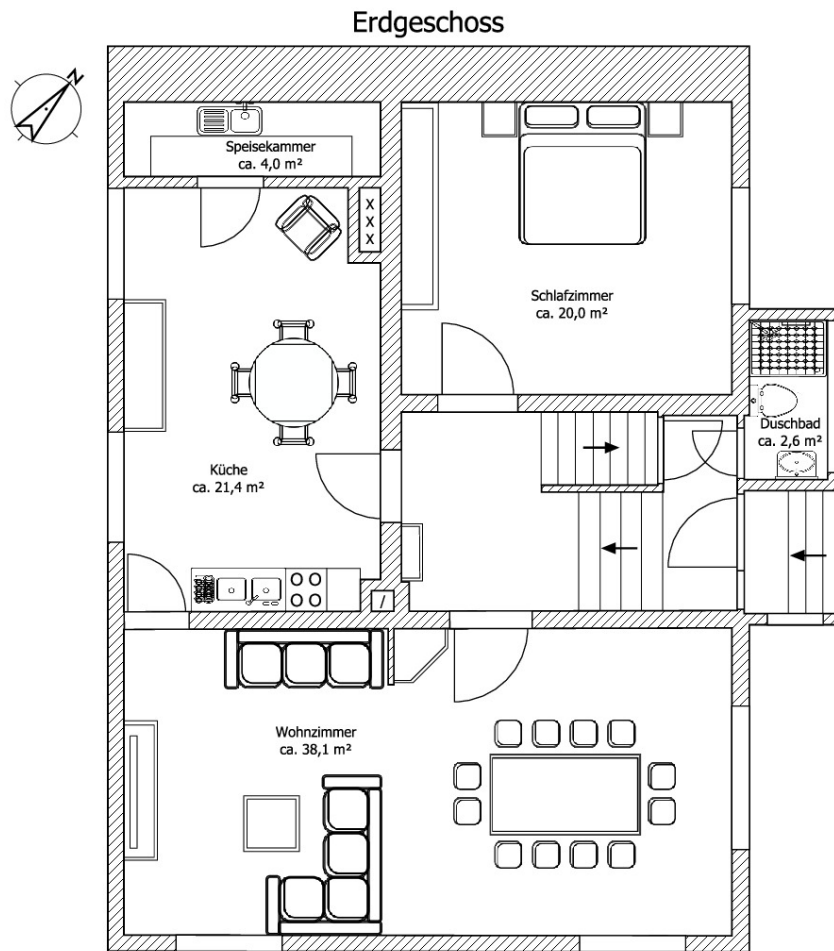 Erdgeschoss
N
Speisekammer
ca. 4,0 m²
X
X
X
Schlafzimmer
ca. 20,0 m²
Duschbad
ca. 2,6 m²
Küche
ca. 21,4 m²
/
Wohnzimmer
ca. 38,1 m²